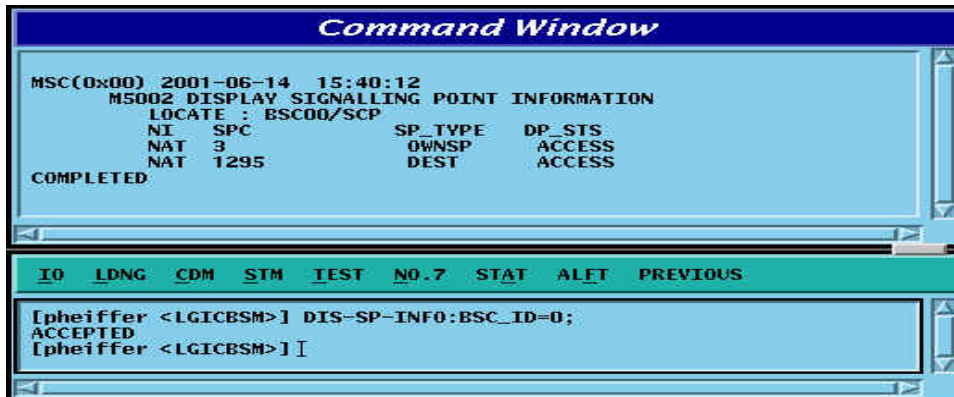 Command Window
MSC(0x00) 2001-06-14 15:40:12
M5002 DISPLAY SIGNALLING POINT INFORMATION
LOCATE : BSC00/SCP
NI SPC SP_TYPE DP_STS
NAT 3 OWNSP ACCESS
NAT 1295 DEST ACCESS
COMPLETED
IO LDNG CDM STM TEST NO.7 STAT ALFT PREVIOUS
[pheiffer <LGICBSM>] DIS-SP-INFO:BSC_ID=0;
ACCEPTED
[pheiffer <LGICBSM>]